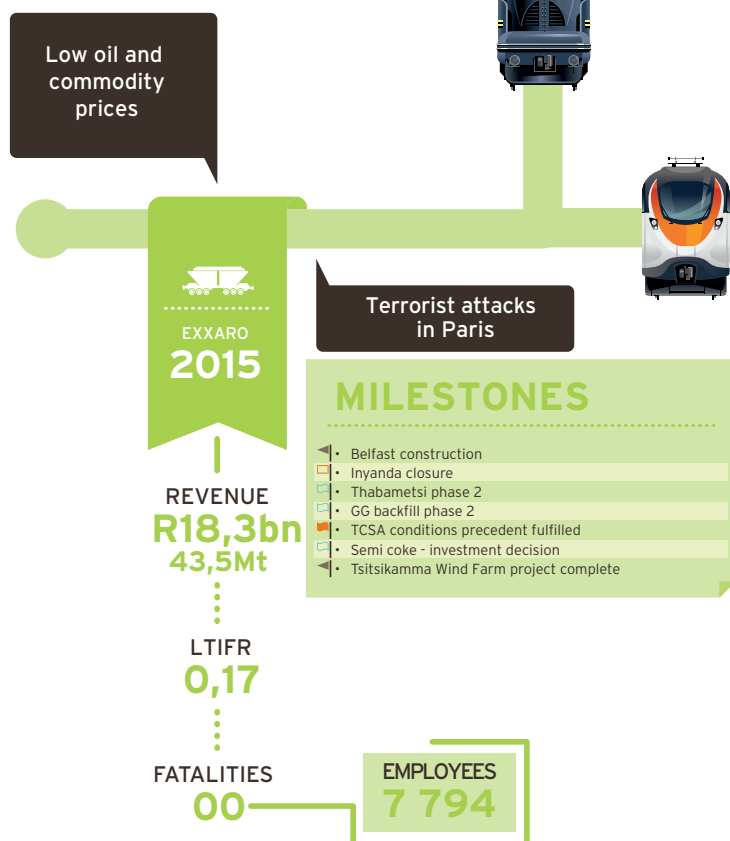 Low oil and
commodity
prices
EXXARO
2015
Terrorist attacks
in Paris
MILESTONES
• Belfast construction
• Inyanda closure
• Thabametsi phase 2
• GG backfill phase 2
• TCSA conditions precedent fulfilled
• Semi coke - investment decision
• Tsitsikamma Wind Farm project complete
REVENUE
R18,3bn
43,5Mt
LTIFR
0,17
FATALITIES
00
EMPLOYEES
7 794